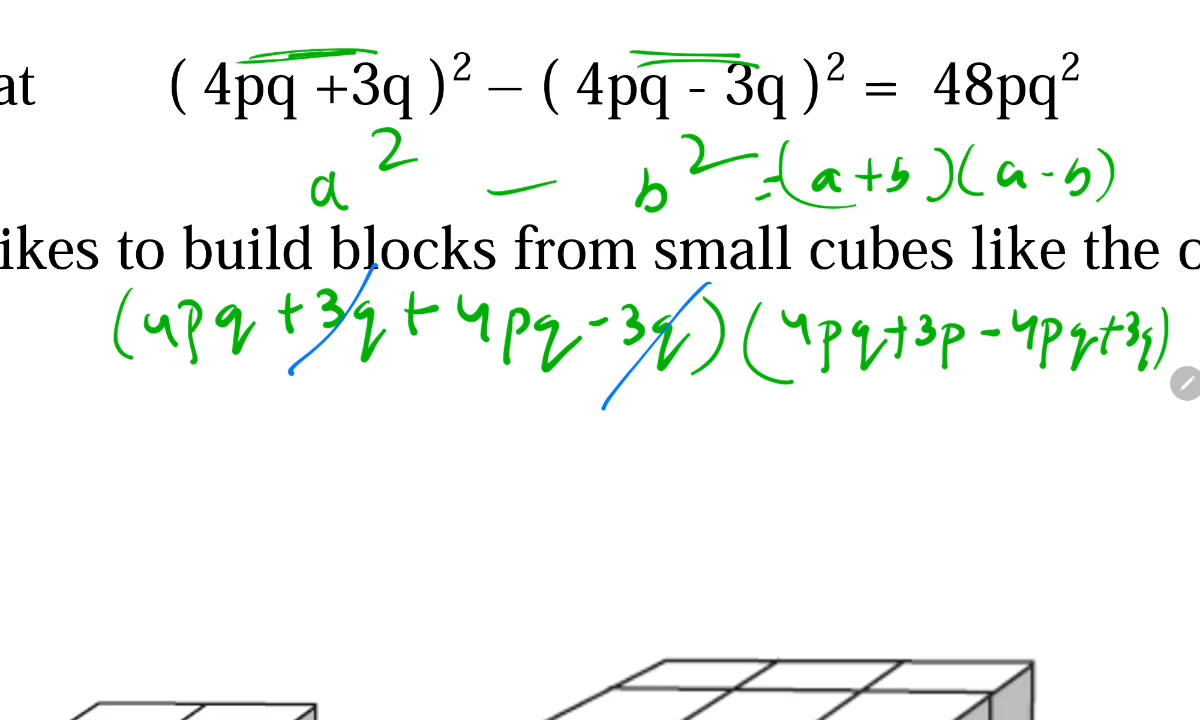 at ( 4pq +3q )² – ( 4pq - 3q )² = 48pq²
a² – b² = (a+b)(a-b)
ikes to build blocks from small cubes like the
(4pq +3q + 4pq -3q) (4pq+3p -4pq+3q)